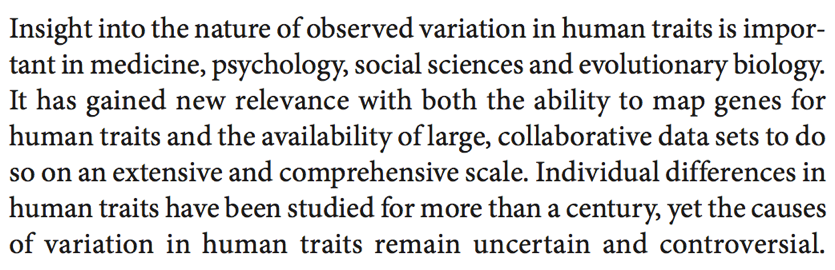 Insight into the nature of observed variation in human traits is impor-
tant in medicine, psychology, social sciences and evolutionary biology.
It has gained new relevance with both the ability to map genes for
human traits and the availability of large, collaborative data sets to do
so on an extensive and comprehensive scale. Individual differences in
human traits have been studied for more than a century, yet the causes
of variation in human traits remain uncertain and controversial.